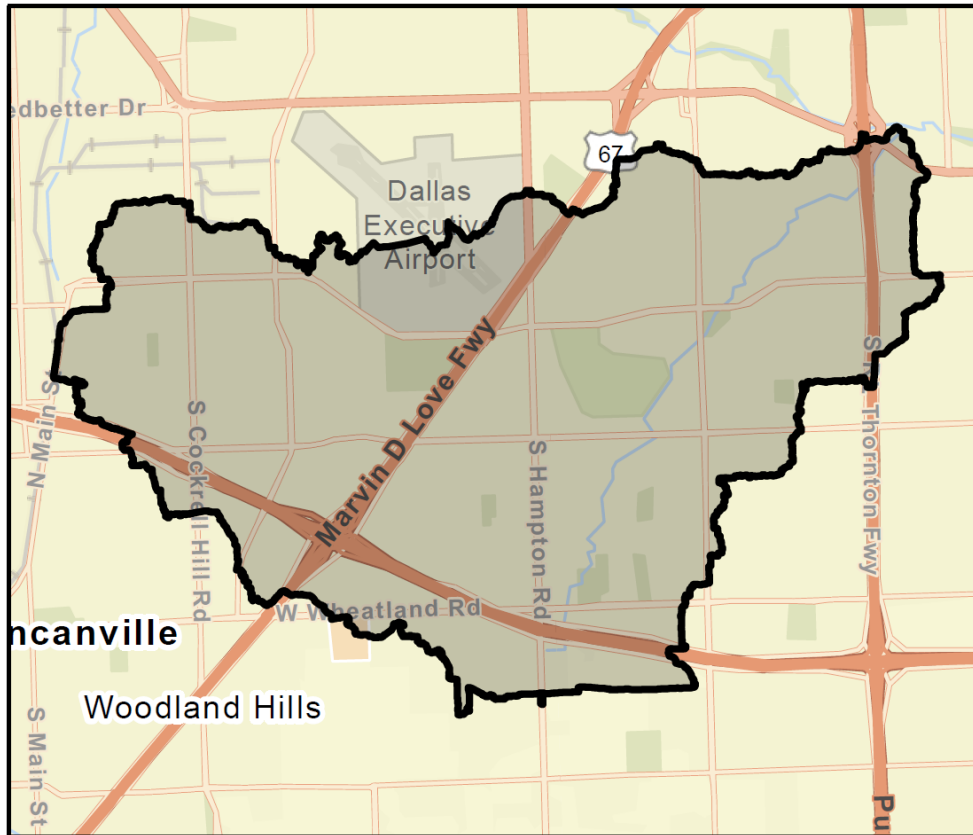 edbetter Dr
67
Dallas
Executive
Airport
N Main St
S Cockrell Hill Rd
Marvin D Love Fwy
S Hampton Rd
Thornton Fwy
W Wheatland Rd
ncanville
Woodland Hills
S Main St
Pu